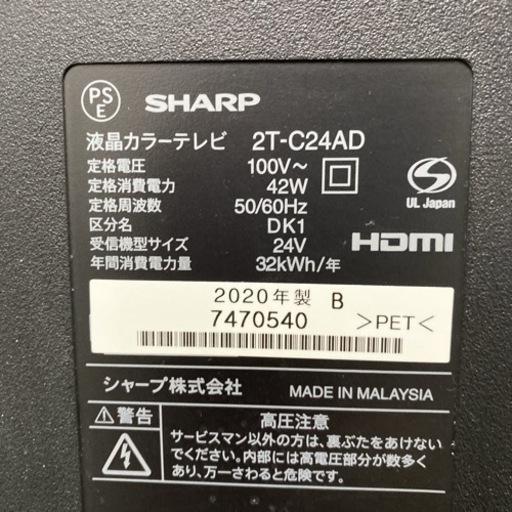 PSE SHARP
液晶カラーテレビ 2T-C24AD
定格電圧 100V～
定格消費電力 42W
定格周波数 50/60Hz
区分名 DK1
受信機型サイズ 24V
年間消費電力量 32kWh/年
UL Japan
HDMI
2020年製 B
7470540 ＞PET＜
シャープ株式会社 MADE IN MALAYSIA
⚠警告 高圧注意
サービスマン以外の方は、裏ぶたをあけない
でください。内部には高電圧部分が数多く
あり、万一さわると危険です。